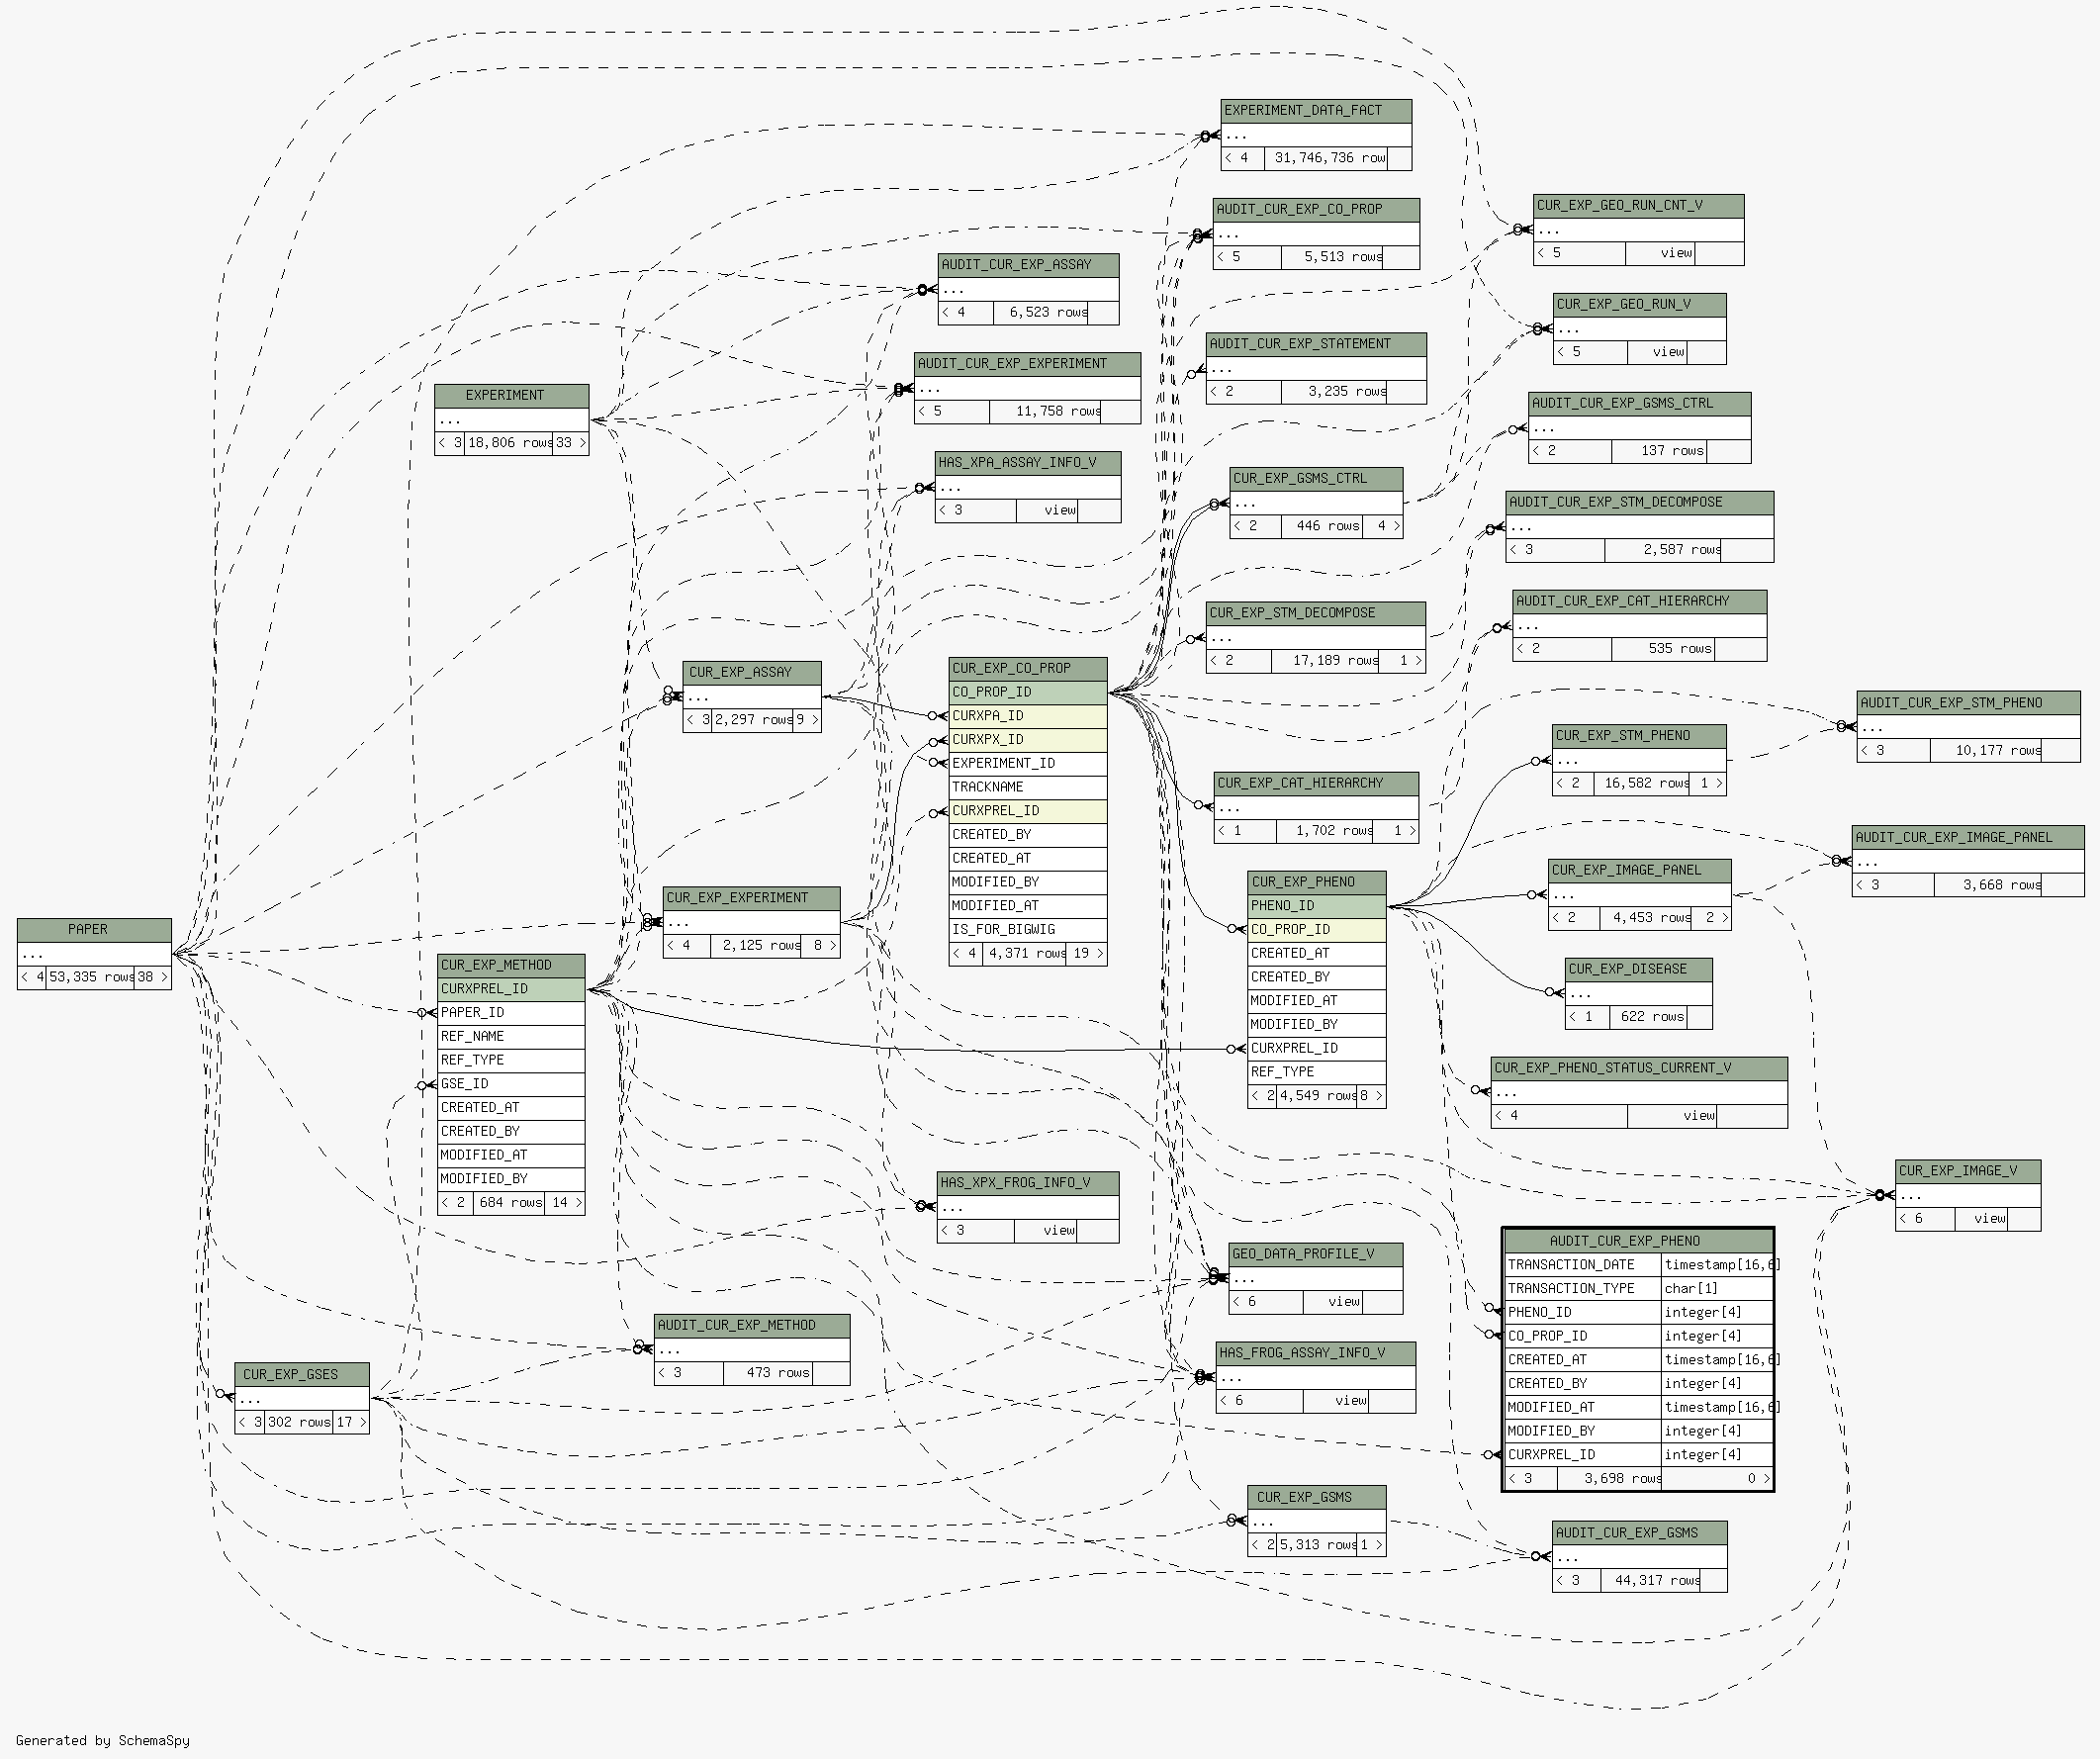 EXPERIMENT_DATA_FACT
...
< 4 31,746,736 row
AUDIT_CUR_EXP_CO_PROP
...
< 5 5,513 rows
CUR_EXP_GEO_RUN_CNT_V
...
< 5 view
AUDIT_CUR_EXP_ASSAY
...
< 4 6,523 rows
CUR_EXP_GEO_RUN_V
...
< 5 view
AUDIT_CUR_EXP_STATEMENT
...
< 2 3,235 rows
AUDIT_CUR_EXP_EXPERIMENT
...
< 5 11,758 rows
EXPERIMENT
...
< 3 18,806 rows 33 >
AUDIT_CUR_EXP_GSMS_CTRL
...
< 2 137 rows
HAS_XPA_ASSAY_INFO_V
...
< 3 view
CUR_EXP_GSMS_CTRL
...
< 2 446 rows 4 >
AUDIT_CUR_EXP_STM_DECOMPOSE
...
< 3 2,587 rows
CUR_EXP_STM_DECOMPOSE
...
< 2 17,189 rows 1 >
AUDIT_CUR_EXP_CAT_HIERARCHY
...
< 2 535 rows
CUR_EXP_ASSAY
...
< 3 2,297 rows 9 >
CUR_EXP_CO_PROP
CO_PROP_ID
CURXPA_ID
CURXPX_ID
EXPERIMENT_ID
TRACKNAME
CURXPREL_ID
CREATED_BY
CREATED_AT
MODIFIED_BY
MODIFIED_AT
IS_FOR_BIGWIG
< 4 4,371 rows 19 >
AUDIT_CUR_EXP_STM_PHENO
...
< 3 10,177 rows
CUR_EXP_STM_PHENO
...
< 2 16,582 rows 1 >
CUR_EXP_CAT_HIERARCHY
...
< 1 1,702 rows 1 >
AUDIT_CUR_EXP_IMAGE_PANEL
...
< 3 3,668 rows
CUR_EXP_IMAGE_PANEL
...
< 2 4,453 rows 2 >
CUR_EXP_PHENO
PHENO_ID
CO_PROP_ID
CREATED_AT
CREATED_BY
MODIFIED_AT
MODIFIED_BY
CURXPREL_ID
REF_TYPE
< 2 4,549 rows 8 >
CUR_EXP_EXPERIMENT
...
< 4 2,125 rows 8 >
PAPER
...
< 4 53,335 rows 38 >
CUR_EXP_METHOD
CURXPREL_ID
PAPER_ID
REF_NAME
REF_TYPE
GSE_ID
CREATED_AT
CREATED_BY
MODIFIED_AT
MODIFIED_BY
< 2 684 rows 14 >
CUR_EXP_DISEASE
...
< 1 622 rows
CUR_EXP_PHENO_STATUS_CURRENT_V
...
< 4 view
CUR_EXP_IMAGE_V
...
< 6 view
HAS_XPX_FROG_INFO_V
...
< 3 view
GEO_DATA_PROFILE_V
...
< 6 view
AUDIT_CUR_EXP_PHENO
TRANSACTION_DATE timestamp[16,6]
TRANSACTION_TYPE char[1]
PHENO_ID integer[4]
CO_PROP_ID integer[4]
CREATED_AT timestamp[16,6]
CREATED_BY integer[4]
MODIFIED_AT timestamp[16,6]
MODIFIED_BY integer[4]
CURXPREL_ID integer[4]
< 3 3,698 rows 0 >
AUDIT_CUR_EXP_METHOD
...
< 3 473 rows
HAS_FROG_ASSAY_INFO_V
...
< 6 view
CUR_EXP_GSES
...
< 3 302 rows 17 >
CUR_EXP_GSMS
...
< 2 5,313 rows 1 >
AUDIT_CUR_EXP_GSMS
...
< 3 44,317 rows
Generated by SchemaSpy